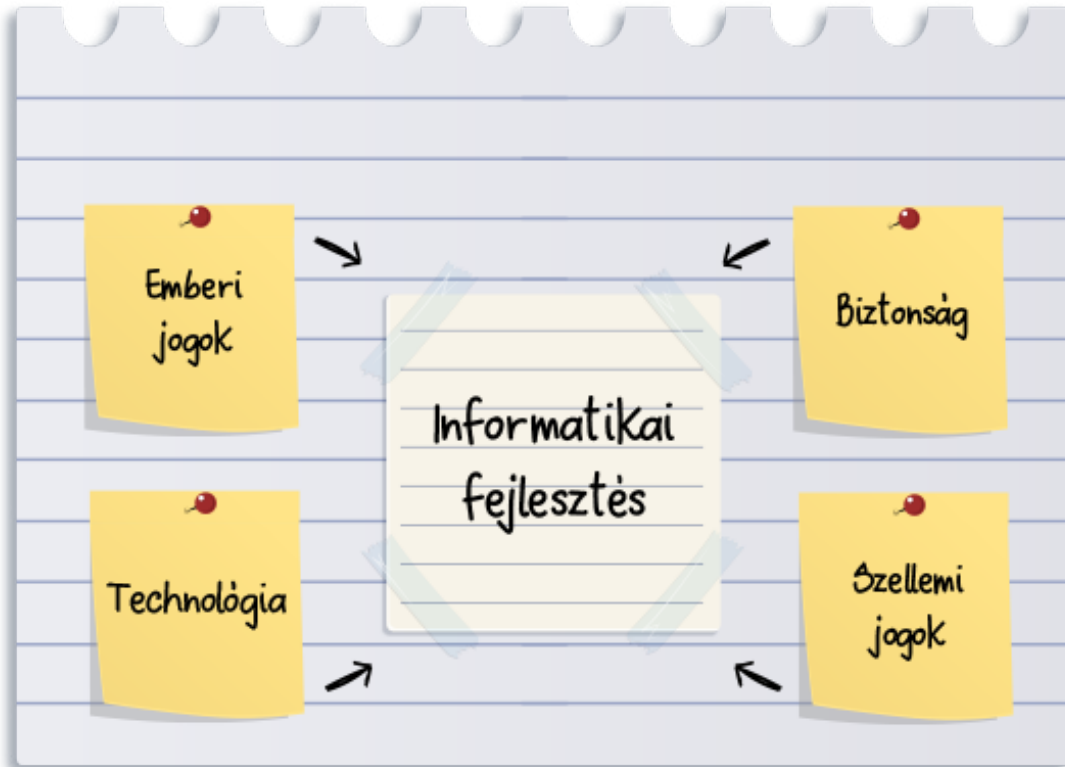 Emberi
jogok
Biztonság
Informatikai
fejlesztés
Technológia
Szellemi
jogok